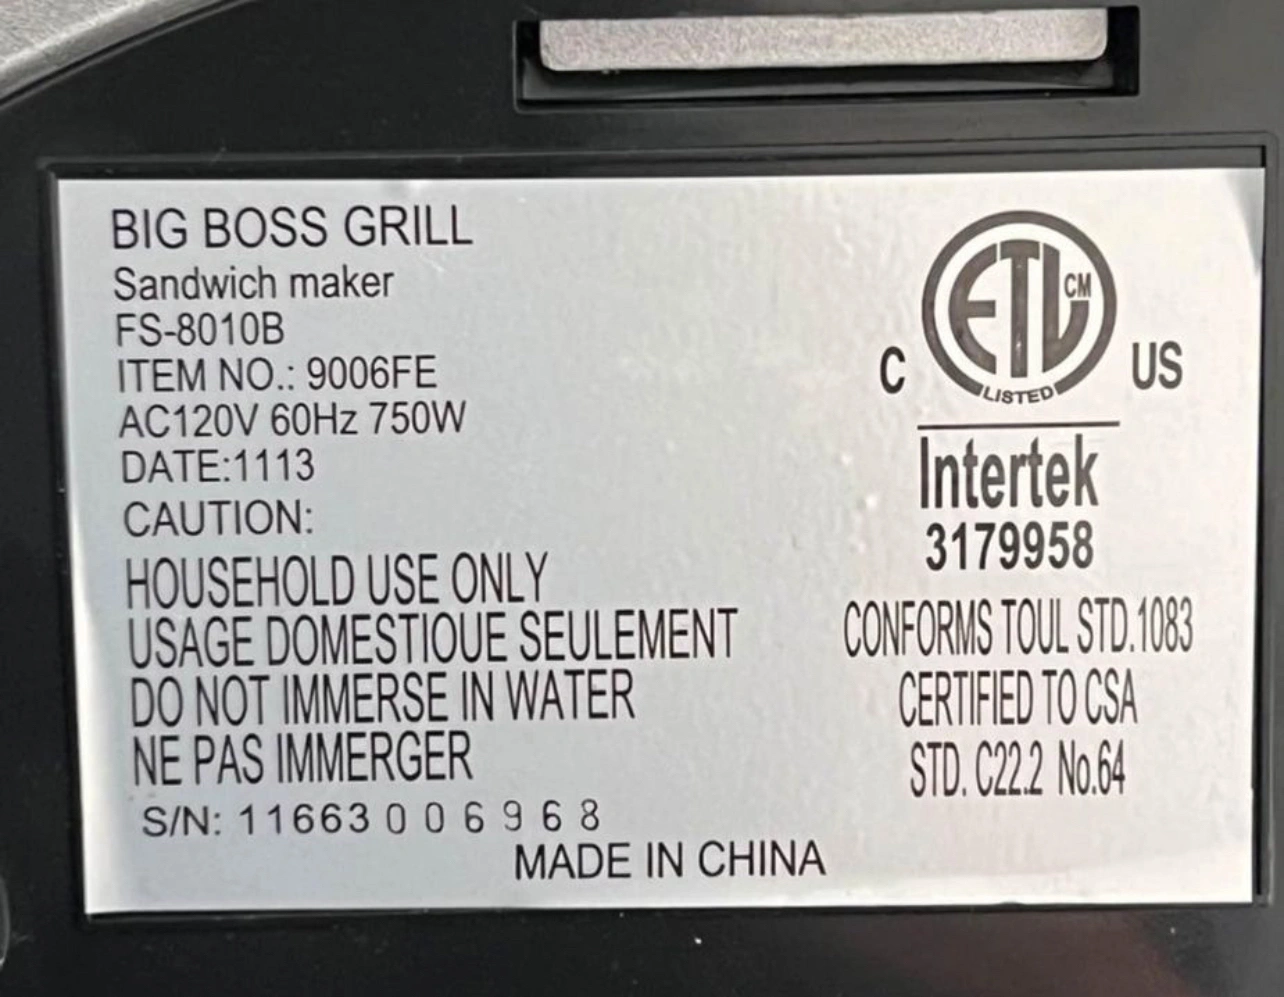 BIG BOSS GRILL
Sandwich maker
FS-8010B
ITEM NO.: 9006FE
AC120V 60Hz 750W
DATE:1113
CAUTION:
HOUSEHOLD USE ONLY
USAGE DOMESTIOUE SEULEMENT
DO NOT IMMERSE IN WATER
NE PAS IMMERGER
S/N: 11663006968
MADE IN CHINA
ETL CM
LISTED
C US
Intertek
3179958
CONFORMS TOUL STD.1083
CERTIFIED TO CSA
STD. C22.2 No.64